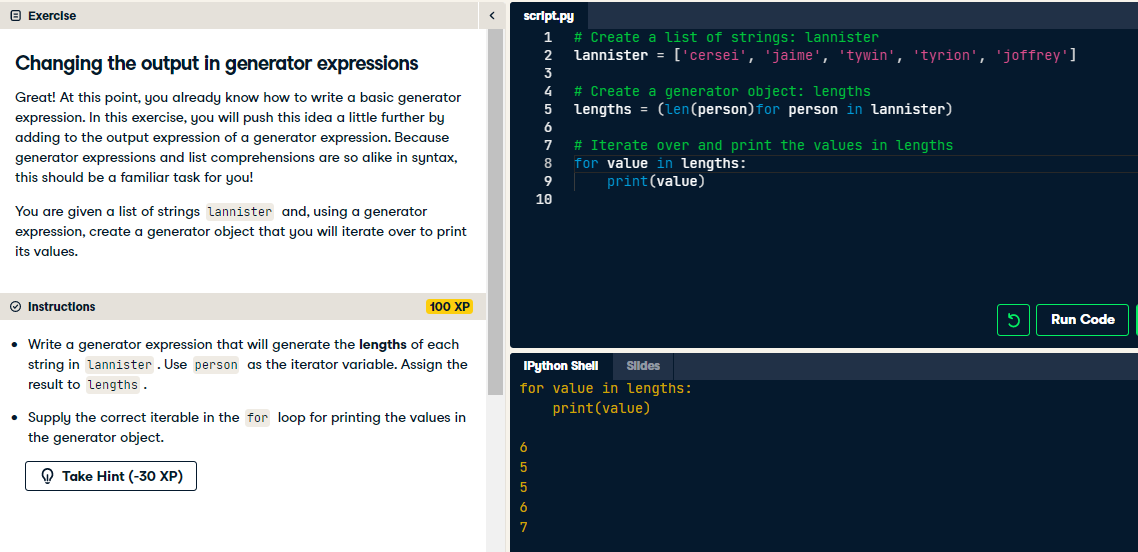 Exercise
Changing the output in generator expressions
Great! At this point, you already know how to write a basic generator
expression. In this exercise, you will push this idea a little further by
adding to the output expression of a generator expression. Because
generator expressions and list comprehensions are so alike in syntax,
this should be a familiar task for you!
You are given a list of strings lannister and, using a generator
expression, create a generator object that you will iterate over to print
its values.
Instructions
100 XP
Write a generator expression that will generate the lengths of each
string in lannister . Use person as the iterator variable. Assign the
result to lengths .
Supply the correct iterable in the for loop for printing the values in
the generator object.
Take Hint (-30 XP)
script.py
1 # Create a list of strings: lannister
2 lannister = ['cersei', 'jaime', 'tywin', 'tyrion', 'joffrey']
3
4 # Create a generator object: lengths
5 lengths = (len(person)for person in lannister)
6
7 # Iterate over and print the values in lengths
8 for value in lengths:
9     print(value)
10
Run Code
IPython Shell
Slides
for value in lengths:
    print(value)
6
5
5
6
7